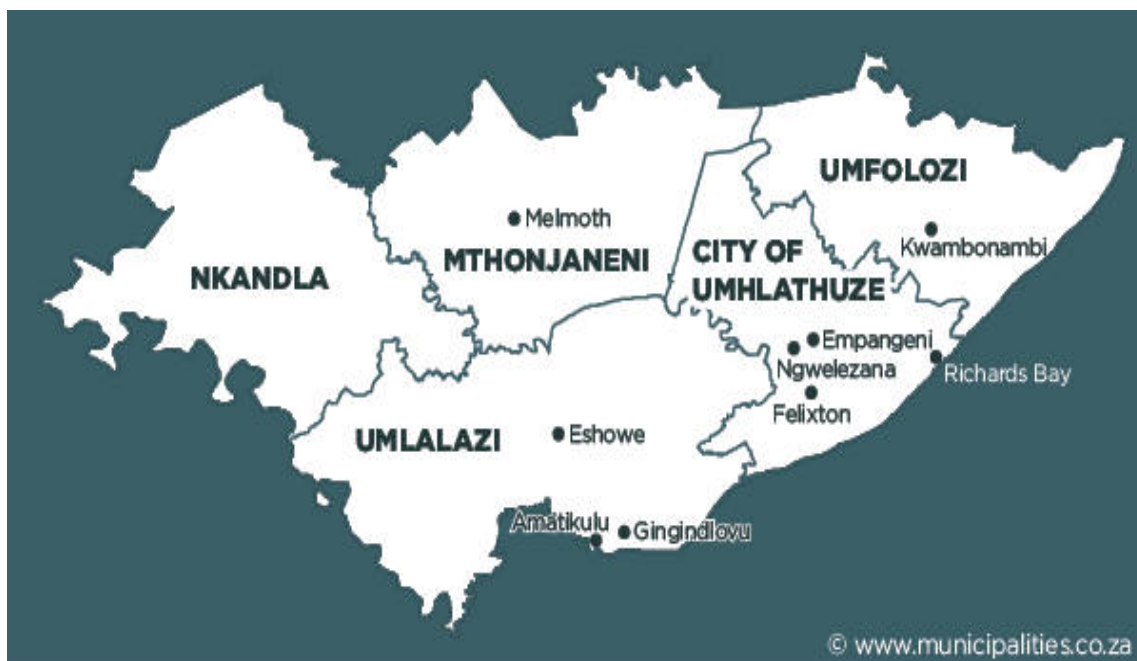 UMFOLOZI
Kwambonambi
Melmoth
MTHONJANENI
CITY OF
UMHLATHUZE
NKANDLA
Empangeni
Ngwelezana
Richards Bay
Felixton
UMLALAZI
Eshowe
Amatikulu
Gingindlovu
© www.municipalities.co.za